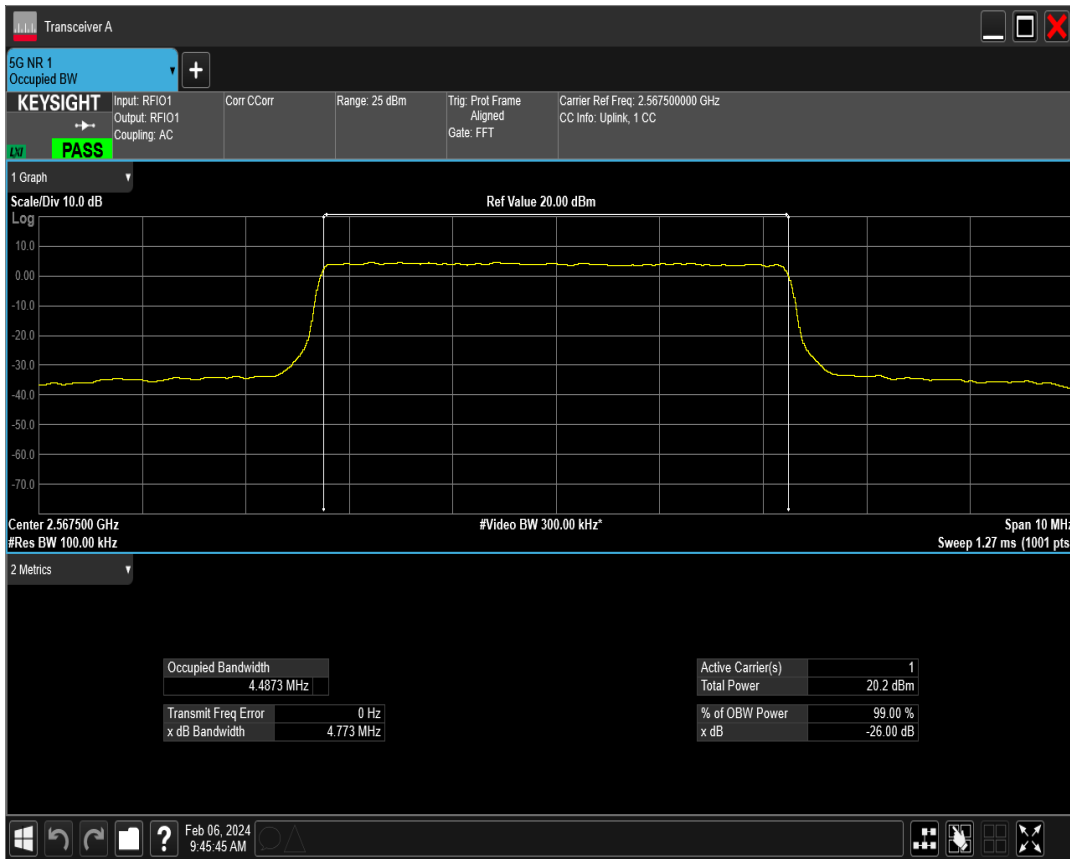 Transceiver A
5G NR 1
Occupied BW
KEYSIGHT
LXI
PASS
Input: RFIO1
Output: RFIO1
Coupling: AC
Corr CCorr
Range: 25 dBm
Trig: Prot Frame
Aligned
Gate: FFT
Carrier Ref Freq: 2.567500000 GHz
CC Info: Uplink, 1 CC
1 Graph
Scale/Div 10.0 dB
Ref Value 20.00 dBm
Log
10.0
0.00
-10.0
-20.0
-30.0
-40.0
-50.0
-60.0
-70.0
Center 2.567500 GHz
#Video BW 300.00 kHz*
Span 10 MHz
#Res BW 100.00 kHz
Sweep 1.27 ms (1001 pts
2 Metrics
Occupied Bandwidth
4.4873 MHz
Transmit Freq Error 0 Hz
x dB Bandwidth 4.773 MHz
Active Carrier(s) 1
Total Power 20.2 dBm
% of OBW Power 99.00 %
x dB -26.00 dB
?
Feb 06, 2024
9:45:45 AM